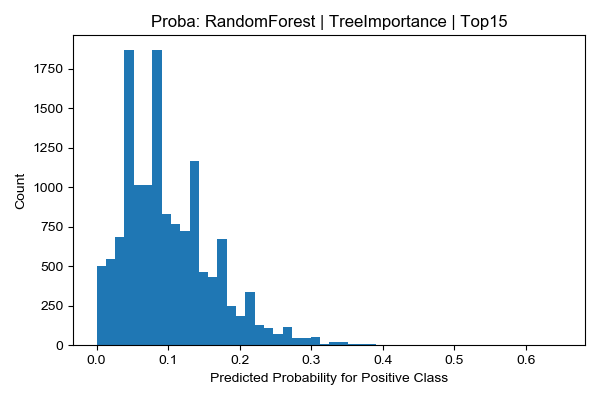 Proba: RandomForest | TreeImportance | Top15
1750
1500
1250
1000
750
500
250
0
Count
0.0 0.1 0.2 0.3 0.4 0.5 0.6
Predicted Probability for Positive Class